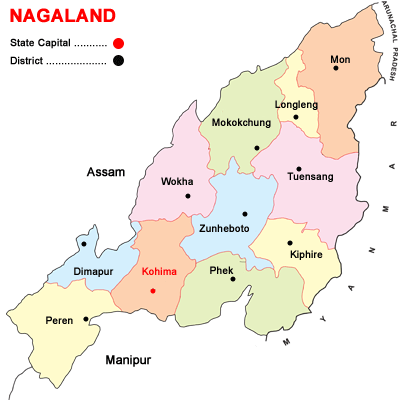 NAGALAND
State Capital ...........
District ....................
ARUNACHAL PRADESH
Mon
Longleng
Mokokchung
Assam
Wokha
Tuensang
Zunheboto
Kiphire
Dimapur
Kohima
Phek
Peren
Manipur
MYANMAR